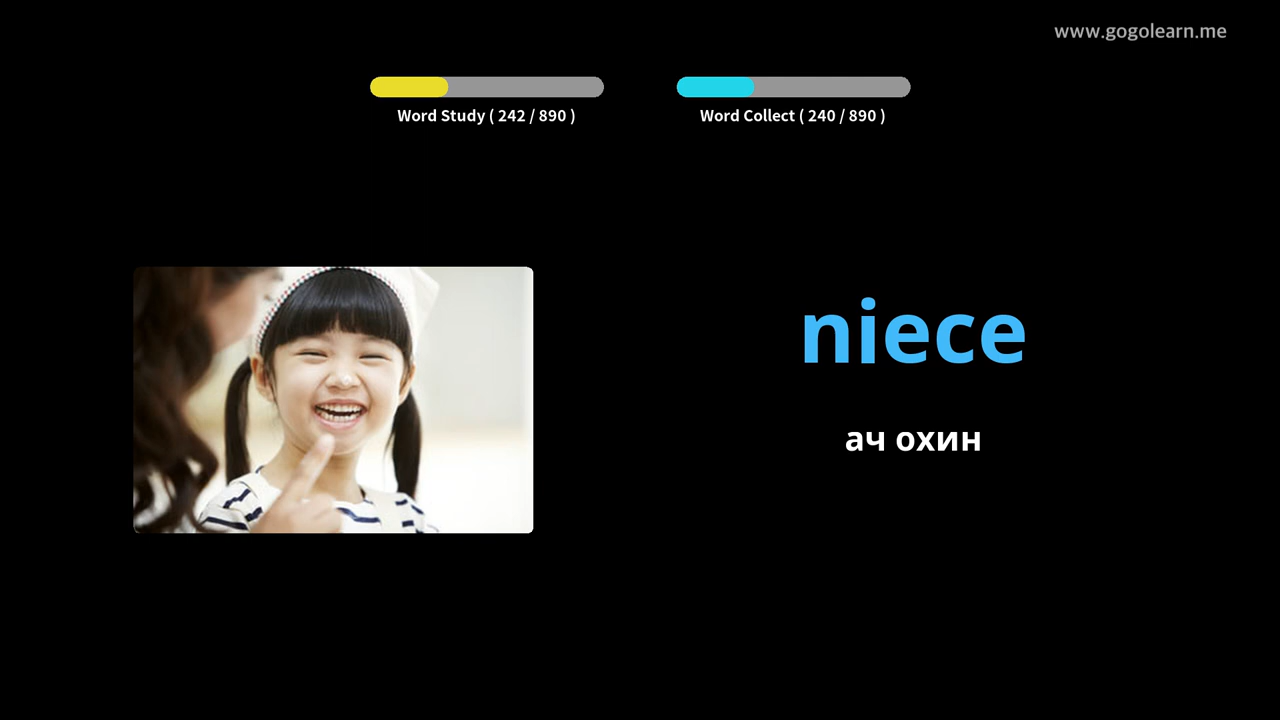 www.gogolearn.me
Word Study ( 242 / 890 )
Word Collect ( 240 / 890 )
niece
ач охин